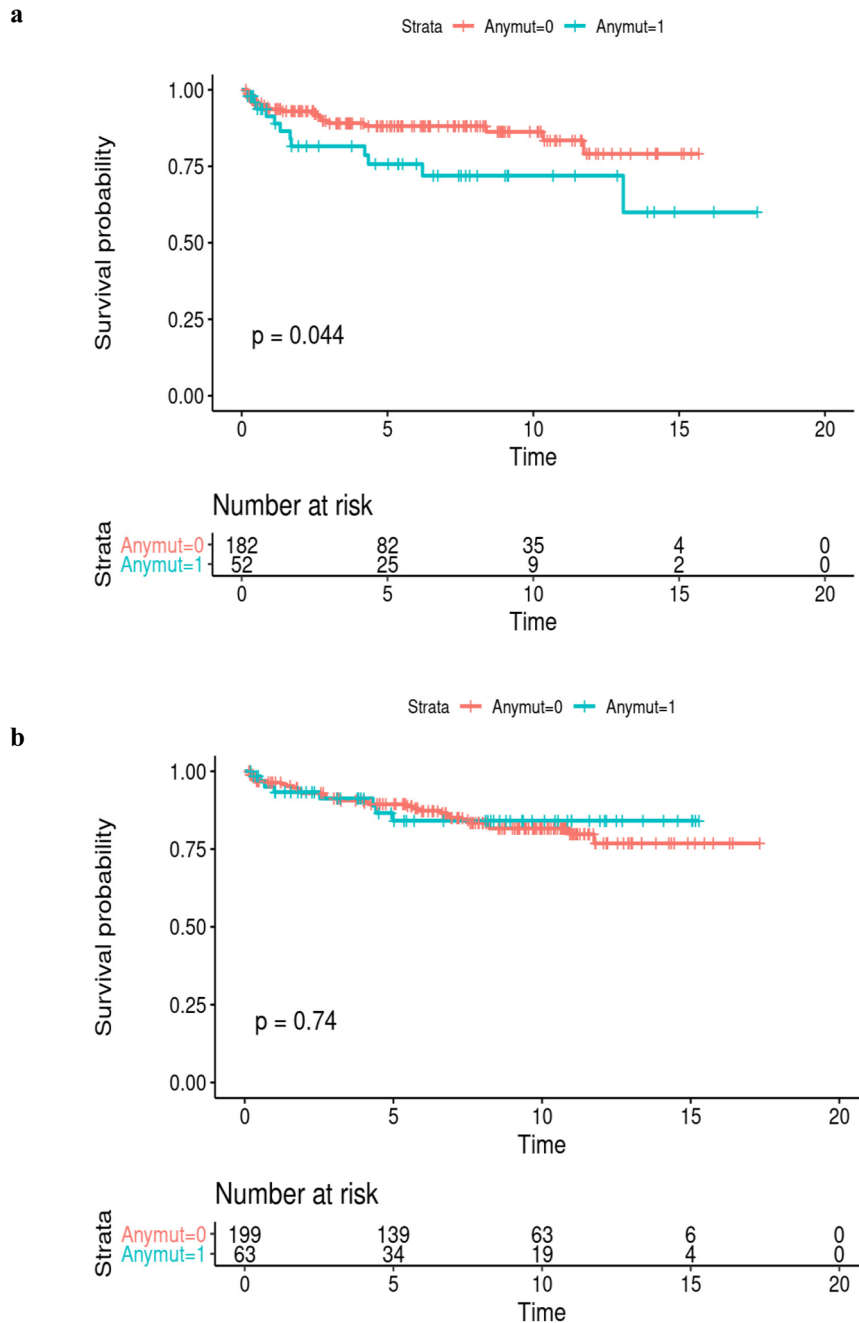 a
Strata Anymut=0 Anymut=1
Survival probability
1.00
0.75
0.50
0.25
0.00
p = 0.044
0 5 10 15 20
Time
Number at risk
Strata
Anymut=0 182 82 35 4 0
Anymut=1 52 25 9 2 0
0 5 10 15 20
Time
Strata Anymut=0 Anymut=1
b
Survival probability
1.00
0.75
0.50
0.25
0.00
p = 0.74
0 5 10 15 20
Time
Number at risk
Strata
Anymut=0 199 139 63 6 0
Anymut=1 63 34 19 4 0
0 5 10 15 20
Time